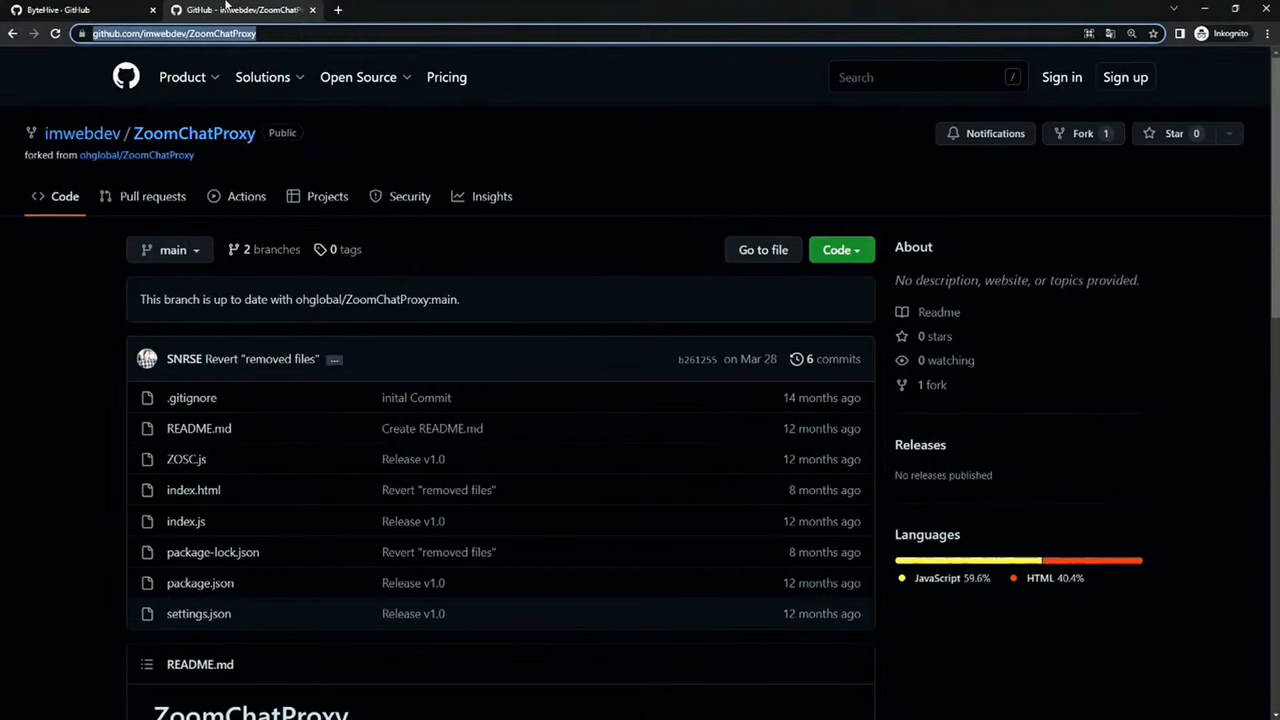 ByteHive · GitHub
GitHub - imwebdev/ZoomChatPr
github.com/imwebdev/ZoomChatProxy
Inkognito
Product
Solutions
Open Source
Pricing
Search
/
Sign in
Sign up
imwebdev / ZoomChatProxy
Public
Notifications
Fork 1
Star 0
forked from ohglobal/ZoomChatProxy
Code
Pull requests
Actions
Projects
Security
Insights
main
2 branches
0 tags
Go to file
Code
This branch is up to date with ohglobal/ZoomChatProxy:main.
SNRSE Revert "removed files" ...
b261255 on Mar 28
6 commits
.gitignore
inital Commit
14 months ago
README.md
Create README.md
12 months ago
ZOSC.js
Release v1.0
12 months ago
index.html
Revert "removed files"
8 months ago
index.js
Release v1.0
12 months ago
package-lock.json
Revert "removed files"
8 months ago
package.json
Release v1.0
12 months ago
settings.json
Release v1.0
12 months ago
README.md
ZoomChatProxy
About
No description, website, or topics provided.
Readme
0 stars
0 watching
1 fork
Releases
No releases published
Languages
JavaScript 59.6%
HTML 40.4%